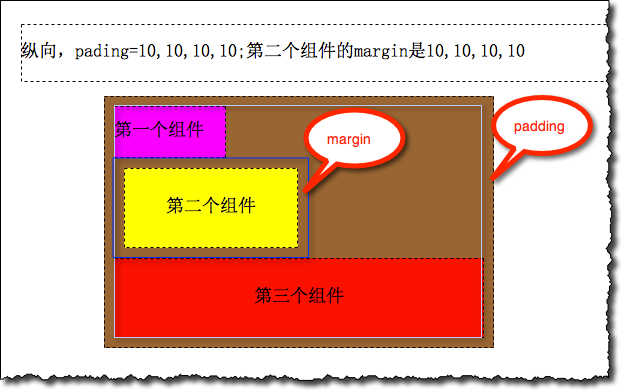 纵向，pading=10,10,10,10;第二个组件的margin是10,10,10,10
第一个组件
margin
padding
第二个组件
第三个组件